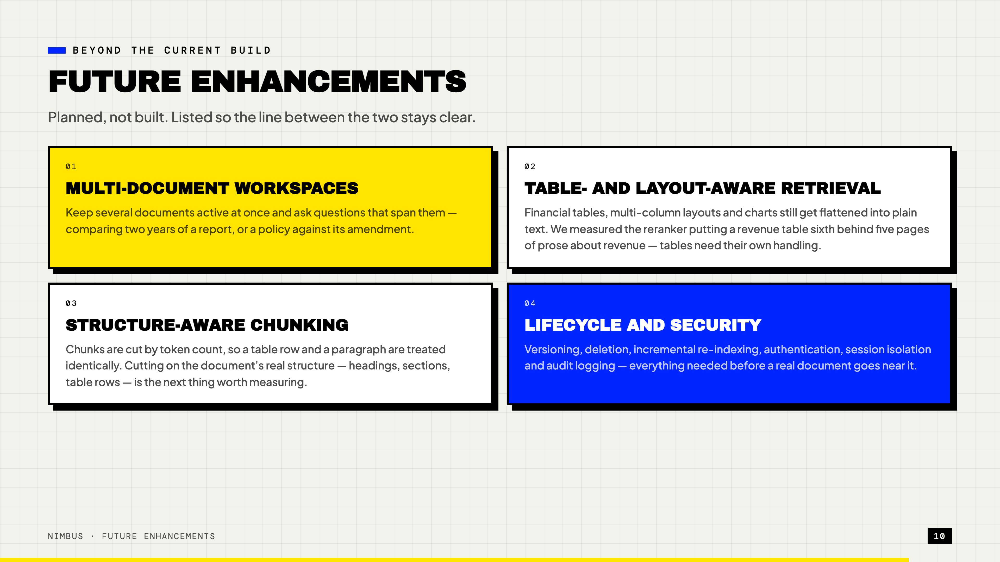 BEYOND THE CURRENT BUILD
FUTURE ENHANCEMENTS
Planned, not built. Listed so the line between the two stays clear.
01
MULTI-DOCUMENT WORKSPACES
Keep several documents active at once and ask questions that span them —
comparing two years of a report, or a policy against its amendment.
02
TABLE- AND LAYOUT-AWARE RETRIEVAL
Financial tables, multi-column layouts and charts still get flattened into plain
text. We measured the reranker putting a revenue table sixth behind five pages
of prose about revenue — tables need their own handling.
03
STRUCTURE-AWARE CHUNKING
Chunks are cut by token count, so a table row and a paragraph are treated
identically. Cutting on the document's real structure — headings, sections,
table rows — is the next thing worth measuring.
04
LIFECYCLE AND SECURITY
Versioning, deletion, incremental re-indexing, authentication, session isolation
and audit logging — everything needed before a real document goes near it.
NIMBUS · FUTURE ENHANCEMENTS
10